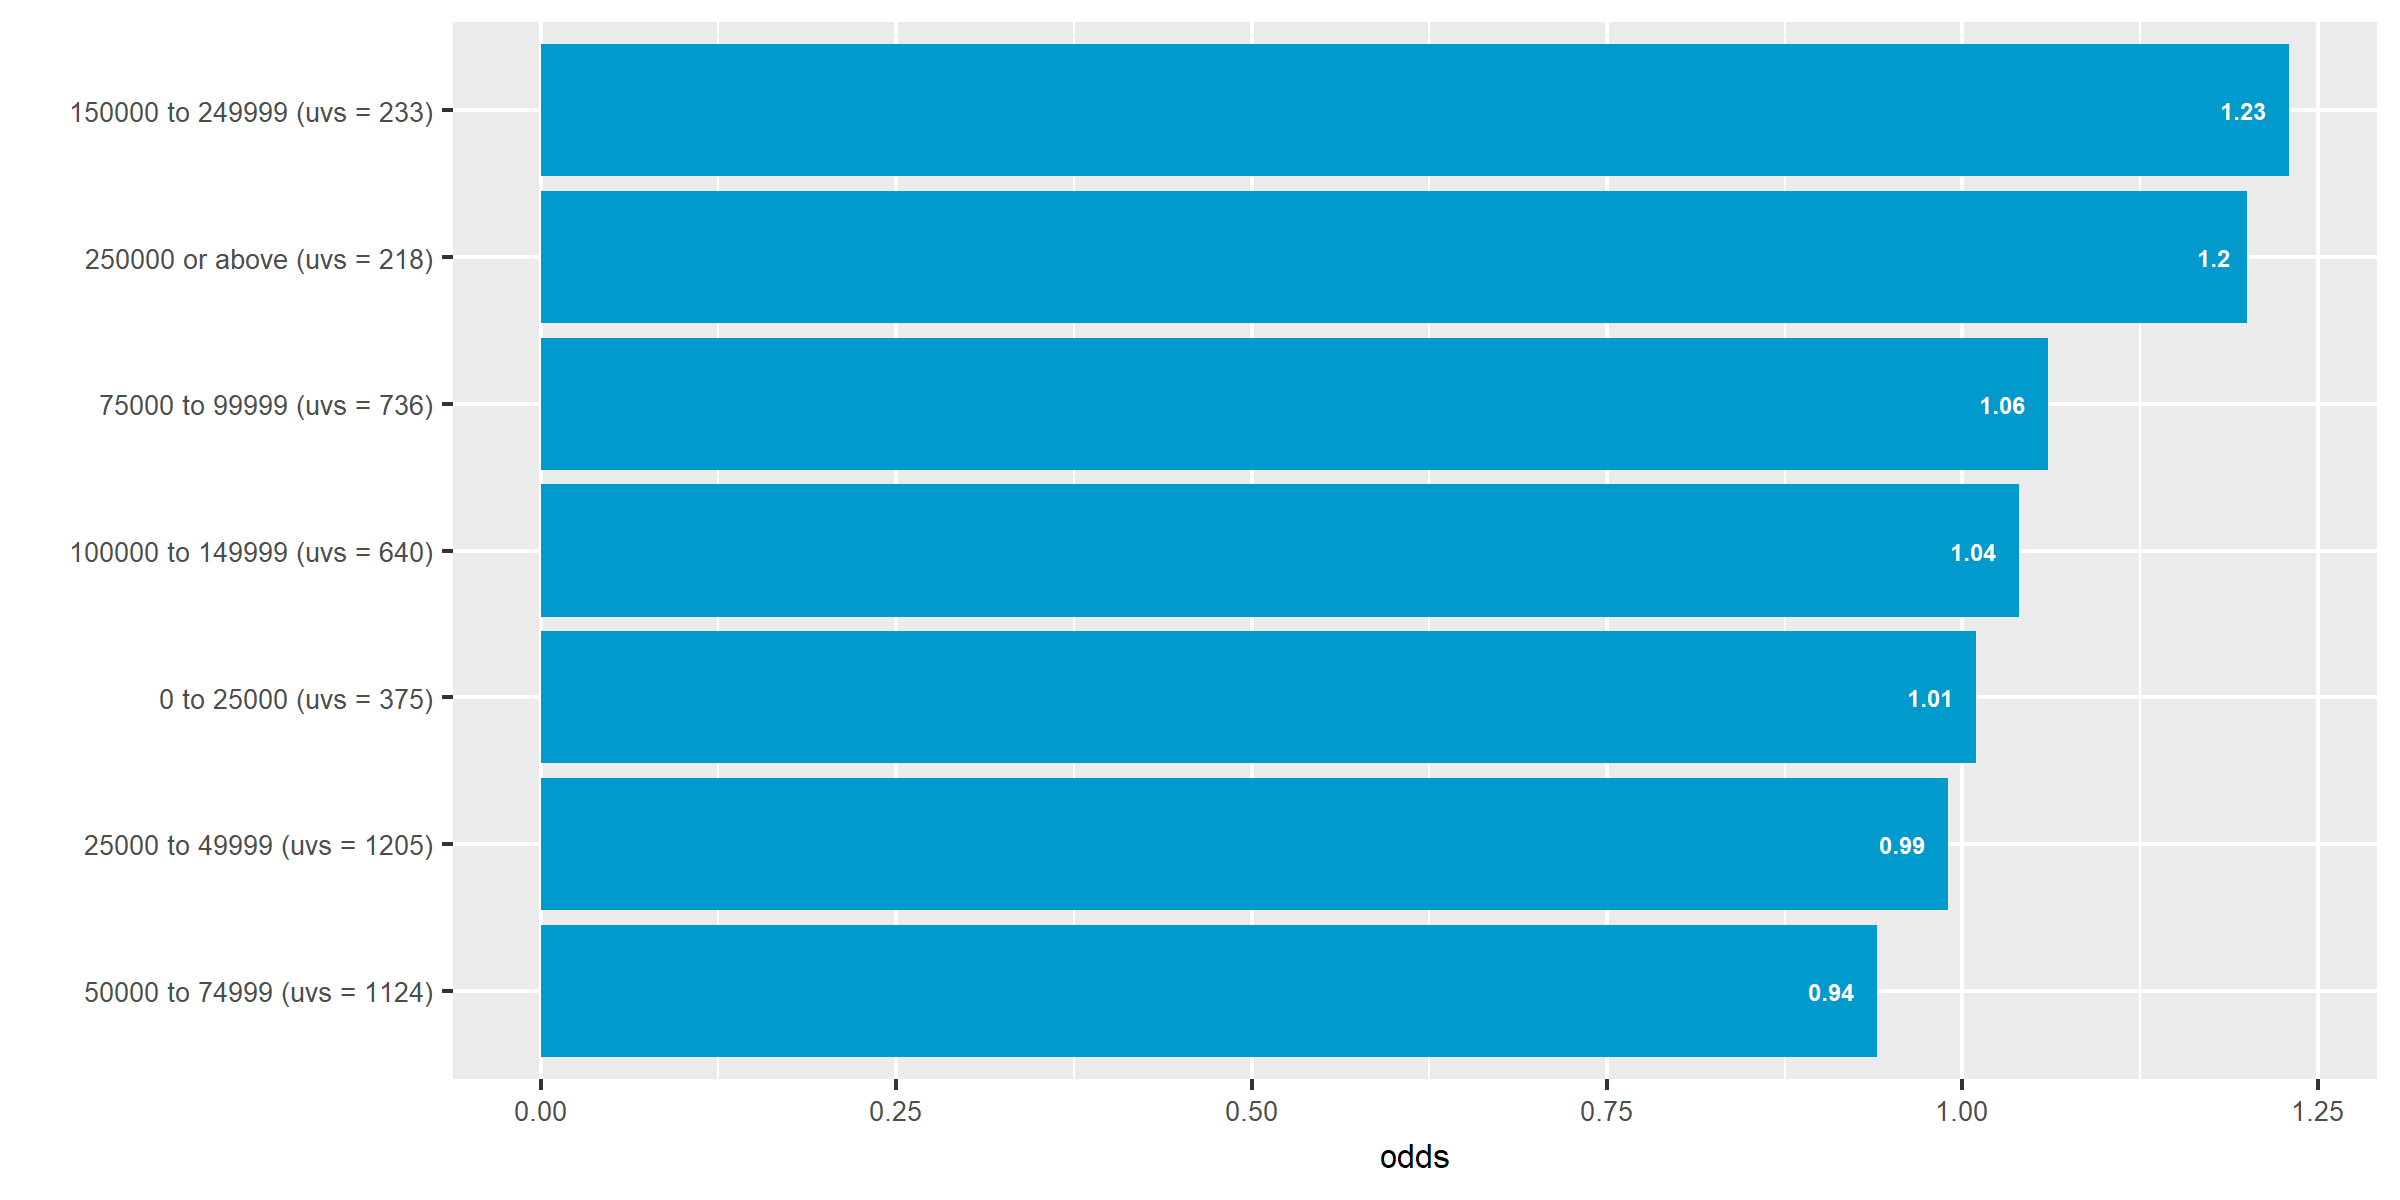 150000 to 249999 (uvs = 233)
1.23
250000 or above (uvs = 218)
1.2
75000 to 99999 (uvs = 736)
1.06
100000 to 149999 (uvs = 640)
1.04
0 to 25000 (uvs = 375)
1.01
25000 to 49999 (uvs = 1205)
0.99
50000 to 74999 (uvs = 1124)
0.94
0.00 0.25 0.50 0.75 1.00 1.25
odds